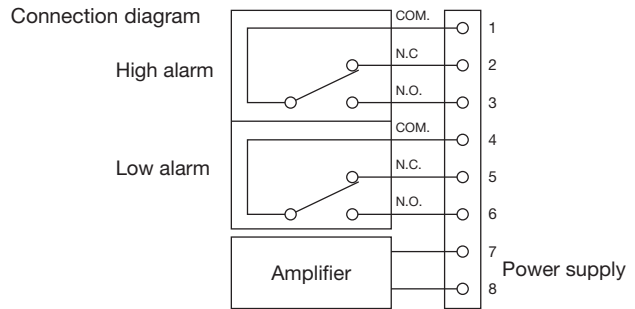 Connection diagram
COM.
1
High alarm
N.C
2
N.O.
3
COM.
4
Low alarm
N.C.
5
N.O.
6
Amplifier
7
8
Power supply